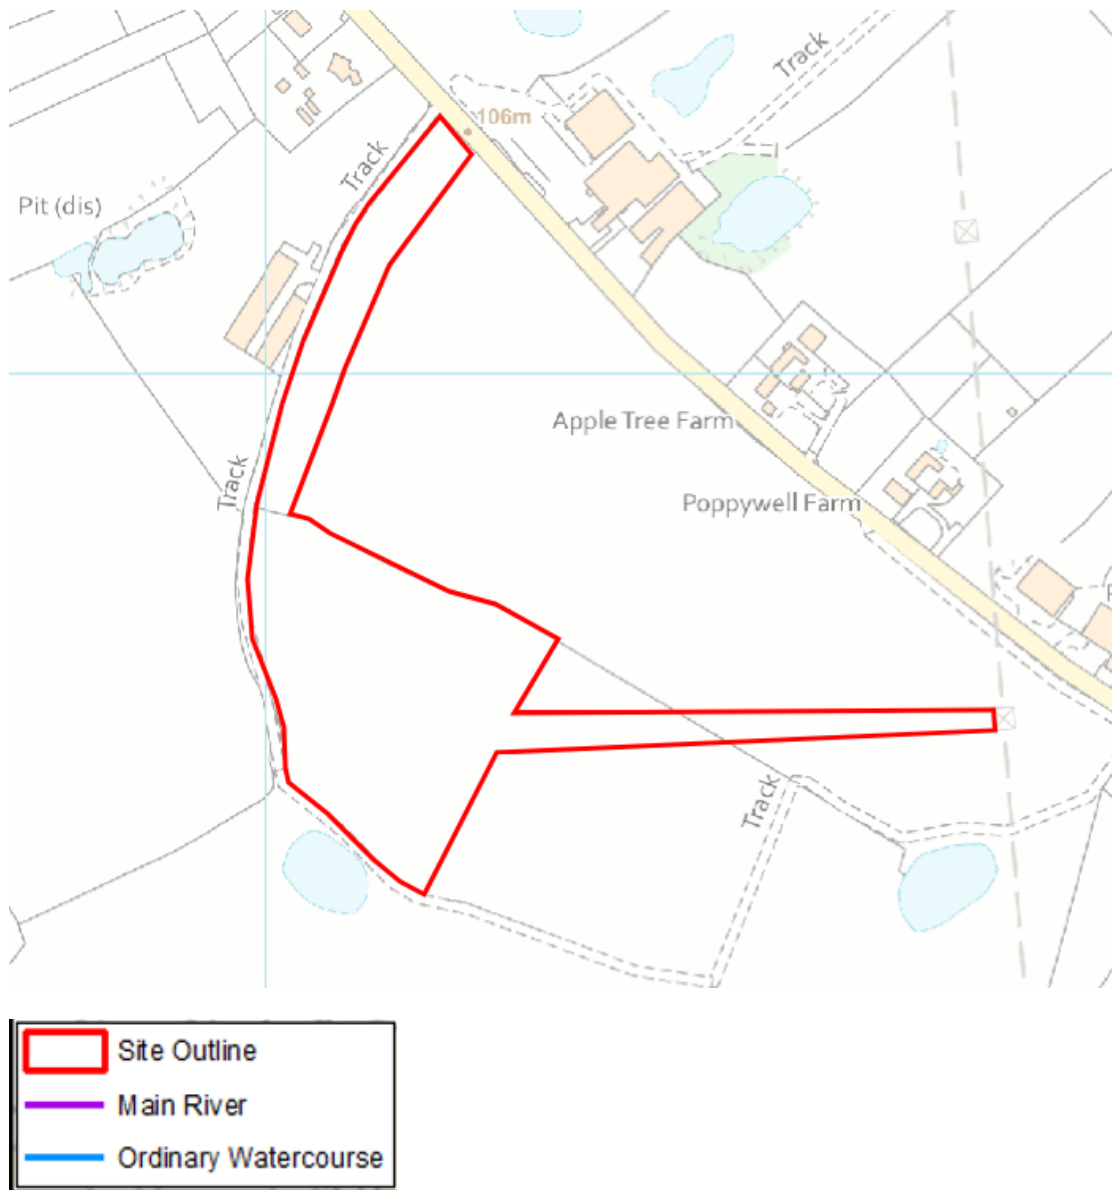 Track
106m
Track
Pit (dis)
Apple Tree Farm
Track
Poppywell Farm
Track
Site Outline
Main River
Ordinary Watercourse